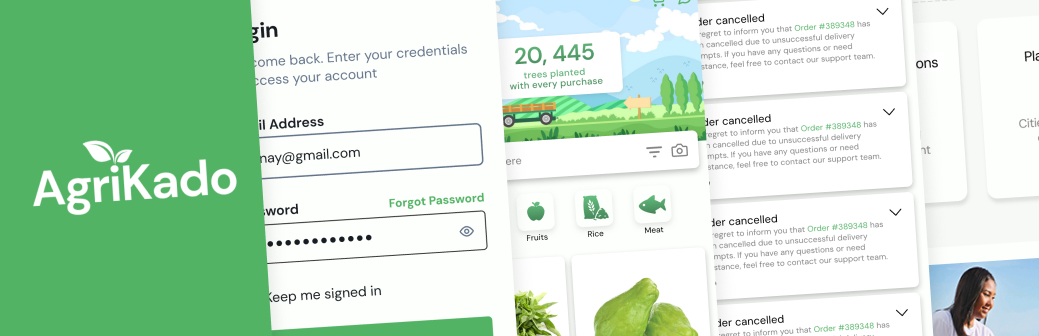 AgriKado
gin
come back. Enter your credentials
ccess your account
il Address
nay@gmail.com
sword
Forgot Password
Keep me signed in
20, 445
trees planted
with every purchase
ere
Fruits
Rice
Meat
der cancelled
regret to inform you that Order #389348 has
n cancelled due to unsuccessful delivery
mpts. If you have any questions or need
stance, feel free to contact our support team.
der cancelled
regret to inform you that Order #389348 has
n cancelled due to unsuccessful delivery
mpts. If you have any questions or need
stance, feel free to contact our support team.
der cancelled
regret to inform you that Order #389348 has
n cancelled due to unsuccessful delivery
mpts. If you have any questions or need
stance, feel free to contact our support team.
der cancelled
regret to inform you that Order #389348 has
ons
nt
Pla
Citie